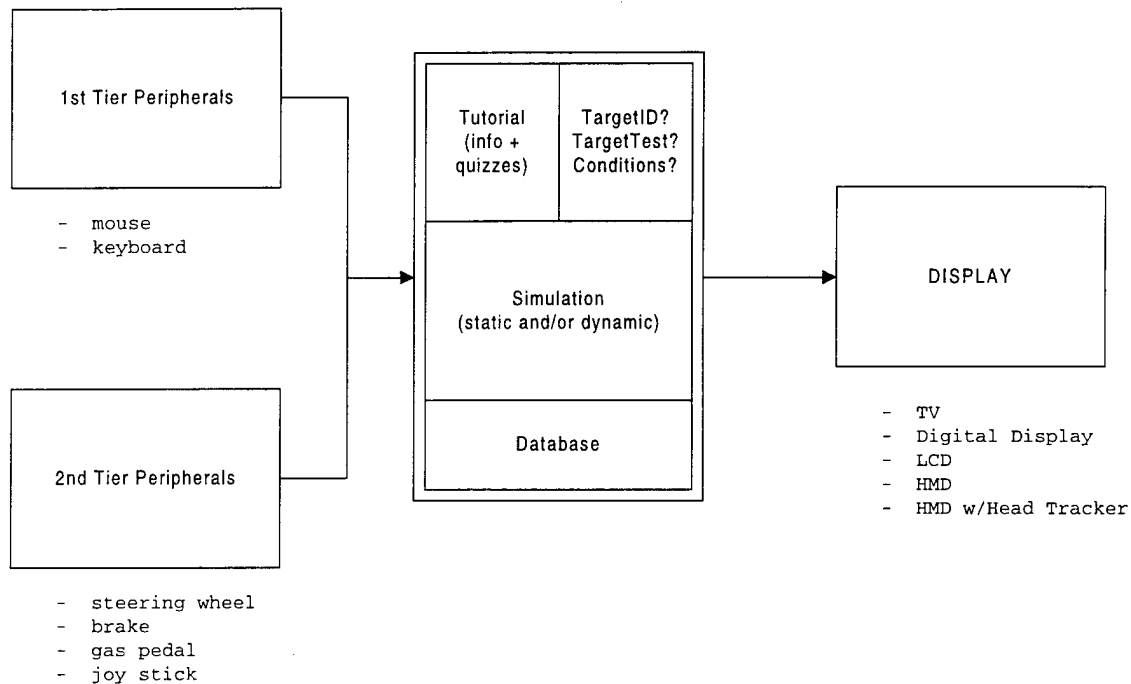 1st Tier Peripherals
- mouse
- keyboard
2nd Tier Peripherals
- steering wheel
- brake
- gas pedal
- joy stick
Tutorial
(info +
quizzes)
TargetID?
TargetTest?
Conditions?
Simulation
(static and/or dynamic)
Database
DISPLAY
- TV
- Digital Display
- LCD
- HMD
- HMD w/Head Tracker